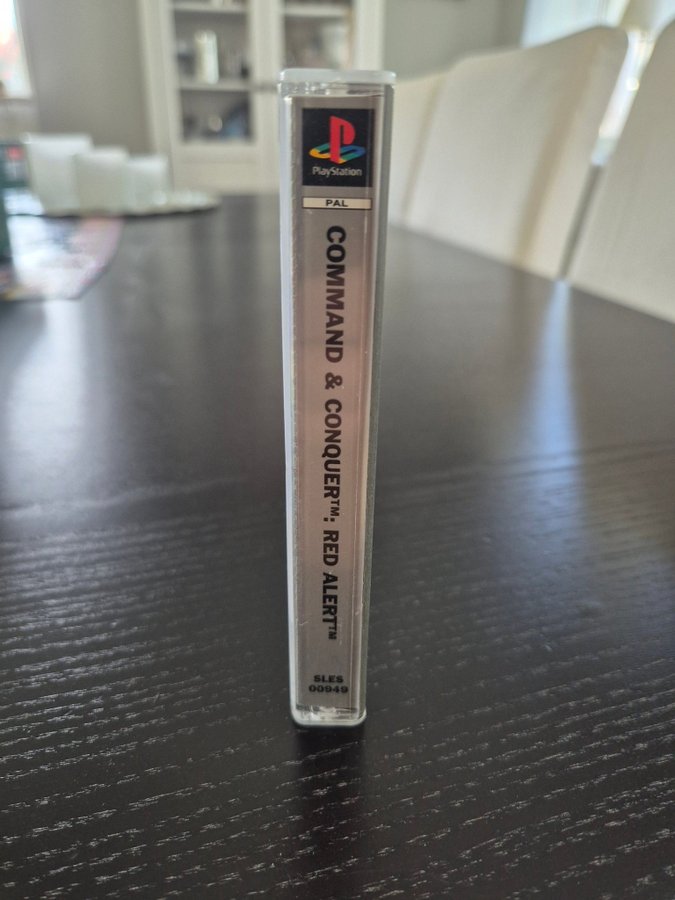 PlayStation
PAL
COMMAND & CONQUER™: RED ALERT™
SLES
00949